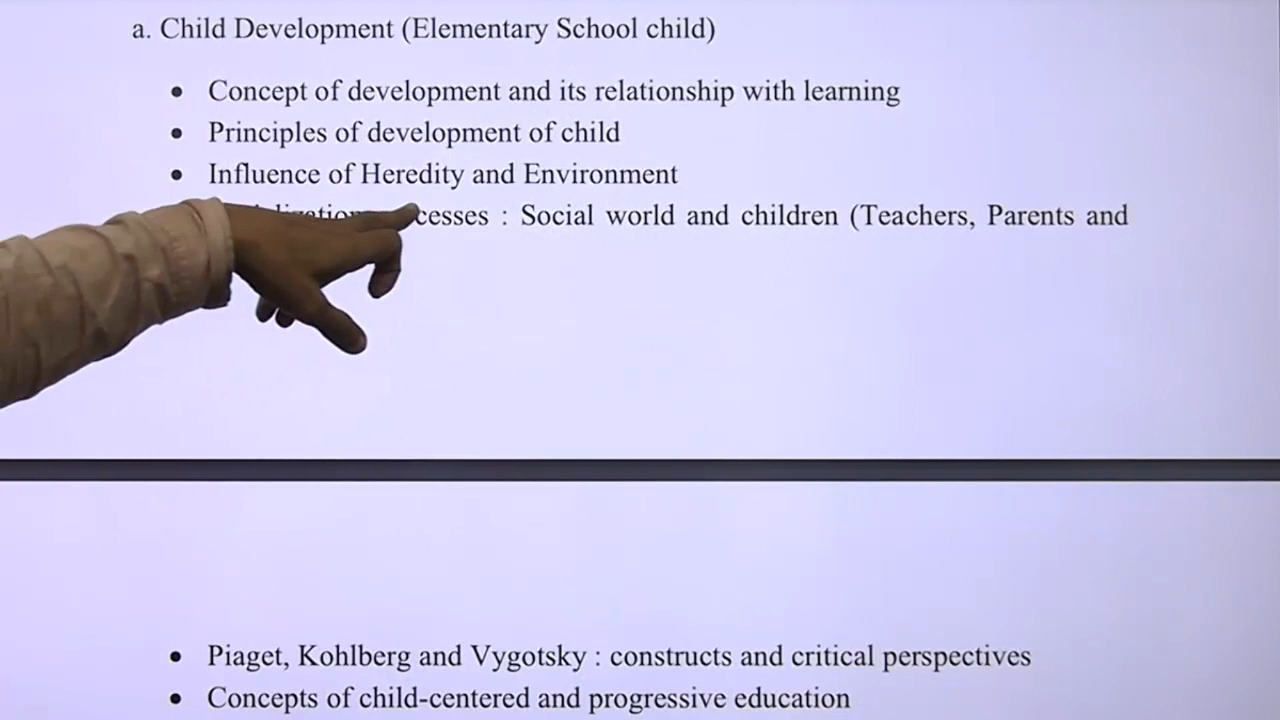 a. Child Development (Elementary School child)
• Concept of development and its relationship with learning
• Principles of development of child
• Influence of Heredity and Environment
: Social world and children (Teachers, Parents and
• Piaget, Kohlberg and Vygotsky : constructs and critical perspectives
• Concepts of child-centered and progressive education